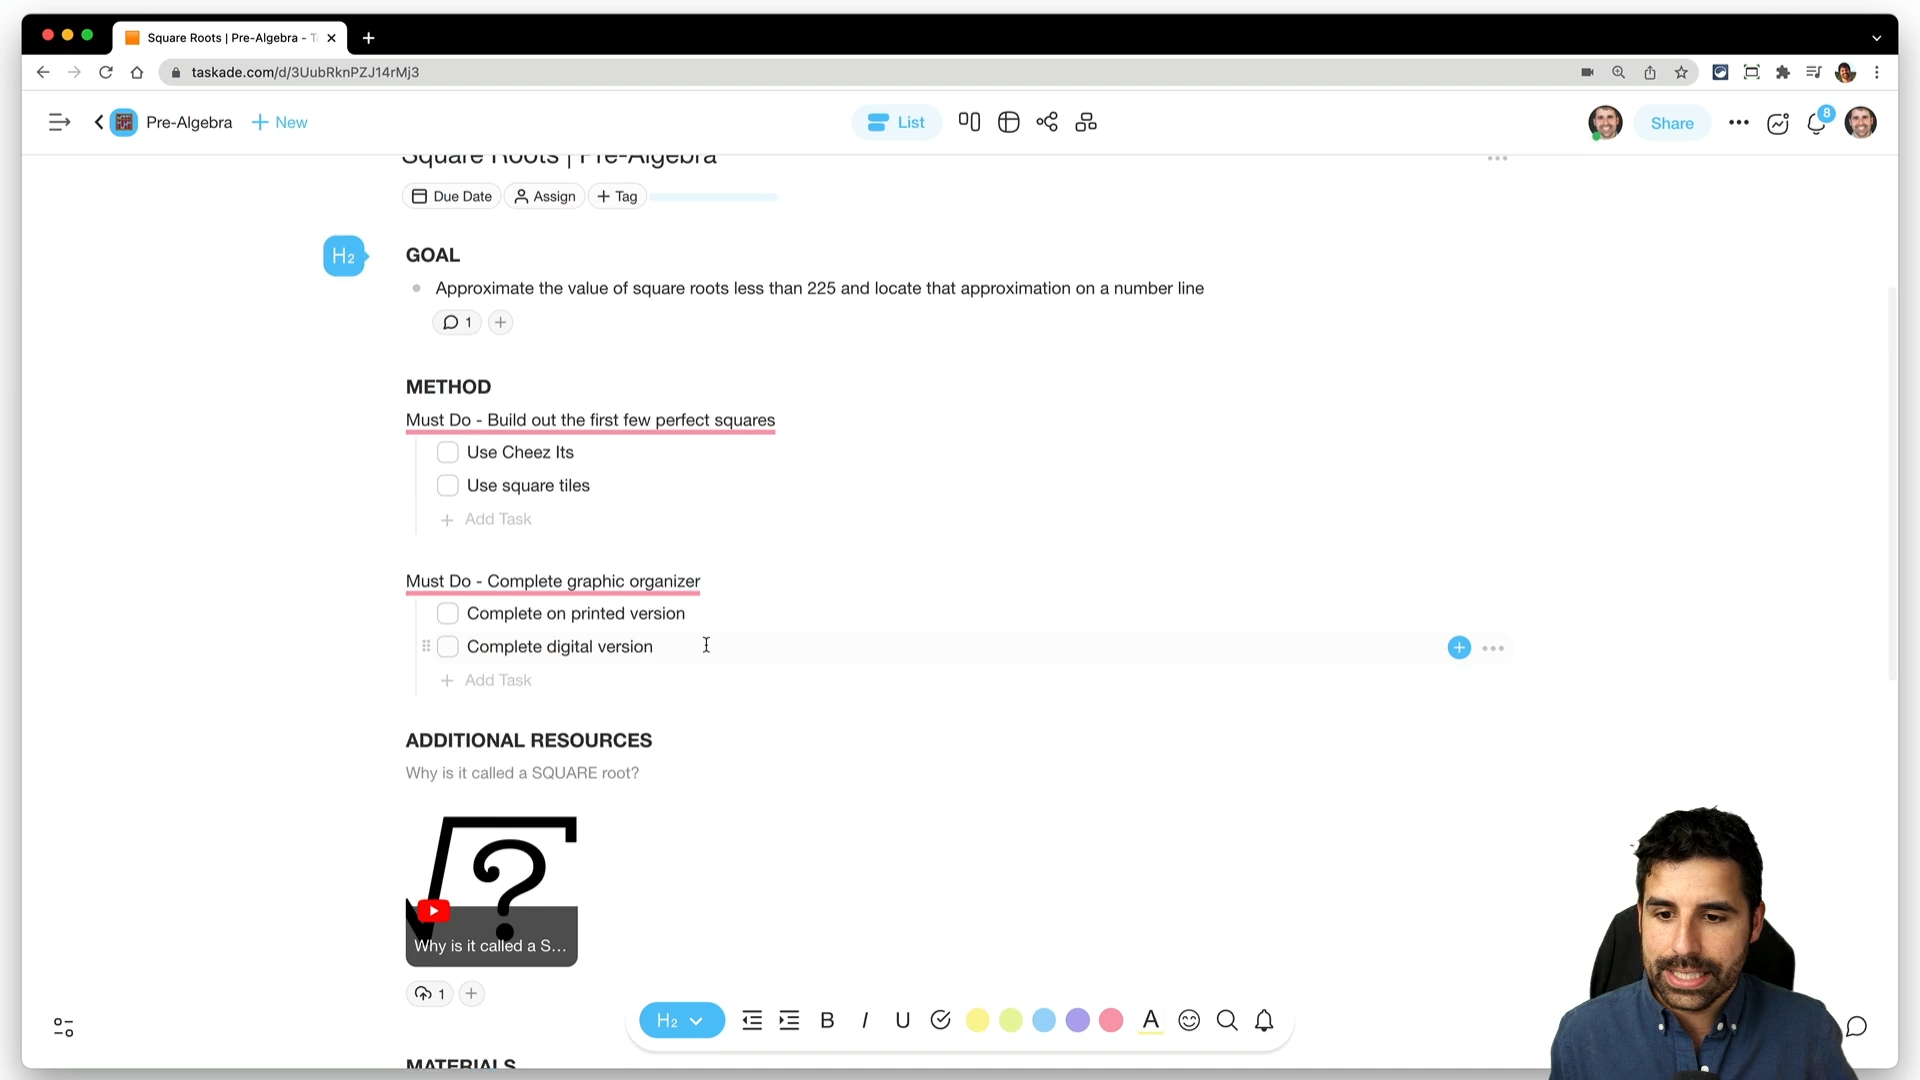 Square Roots | Pre-Algebra - T
taskade.com/d/3UubRknPZJ14rMj3
Pre-Algebra
+ New
List
Share
8
Square Roots | Pre-Algebra
Due Date
Assign
+ Tag
H2
GOAL
Approximate the value of square roots less than 225 and locate that approximation on a number line
1
METHOD
Must Do - Build out the first few perfect squares
Use Cheez Its
Use square tiles
+ Add Task
Must Do - Complete graphic organizer
Complete on printed version
Complete digital version
+ Add Task
ADDITIONAL RESOURCES
Why is it called a SQUARE root?
√?
Why is it called a S...
1
H2
B I U
A
MATERIALS